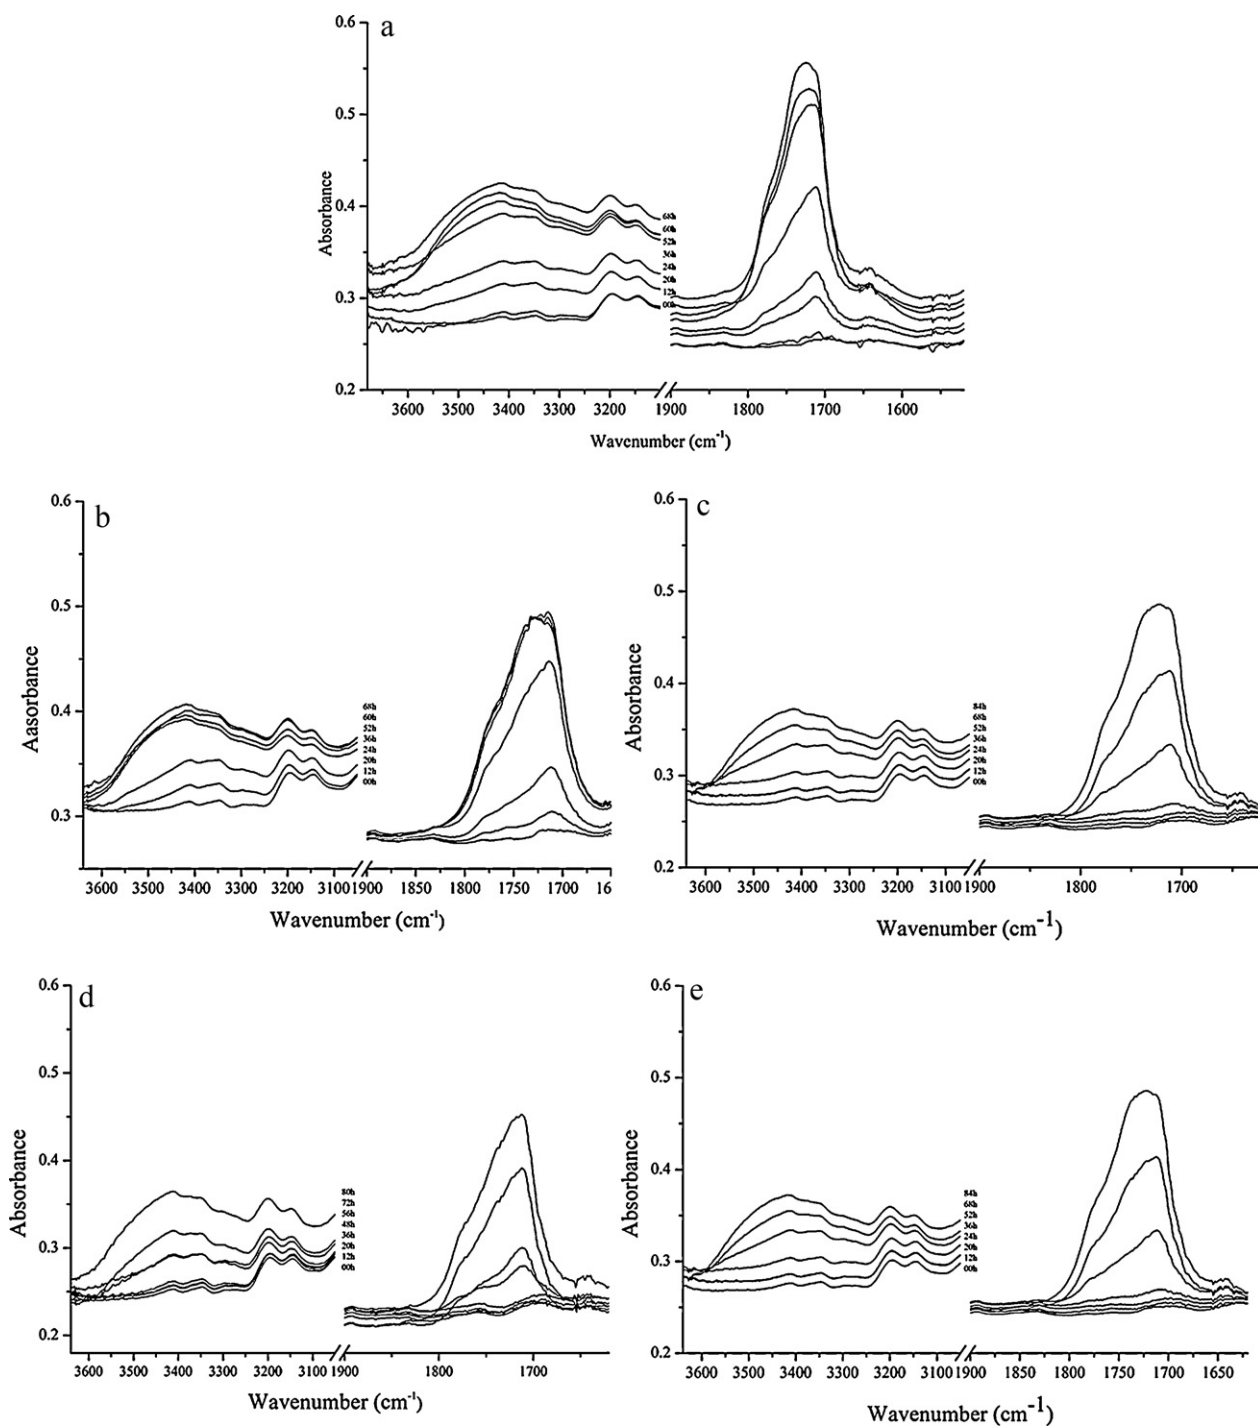 a
0.6
0.5
0.4
0.3
0.2
Absorbance
68h
60h
52h
36h
24h
20h
12h
00h
3600 3500 3400 3300 3200 1900 1800 1700 1600
Wavenumber (cm-1)
b
0.6
0.5
0.4
0.3
Aasorbance
68h
60h
52h
36h
24h
20h
12h
00h
3600 3500 3400 3300 3200 3100 1900 1800 1700 16
Wavenumber (cm-1)
c
0.6
0.5
0.4
0.3
0.2
Absorbance
84h
68h
52h
36h
24h
20h
12h
00h
3600 3500 3400 3300 3200 3100 1900 1800 1700
Wavenumber (cm-1)
d
0.6
0.5
0.4
0.3
0.2
Absorbance
80h
72h
56h
48h
36h
20h
12h
00h
3600 3500 3400 3300 3200 3100 1900 1800 1700
Wavenumber (cm-1)
e
0.6
0.5
0.4
0.3
0.2
Absorbance
84h
68h
52h
36h
24h
20h
12h
00h
3600 3500 3400 3300 3200 3100 1900 1850 1800 1750 1700 1650
Wavenumber (cm-1)